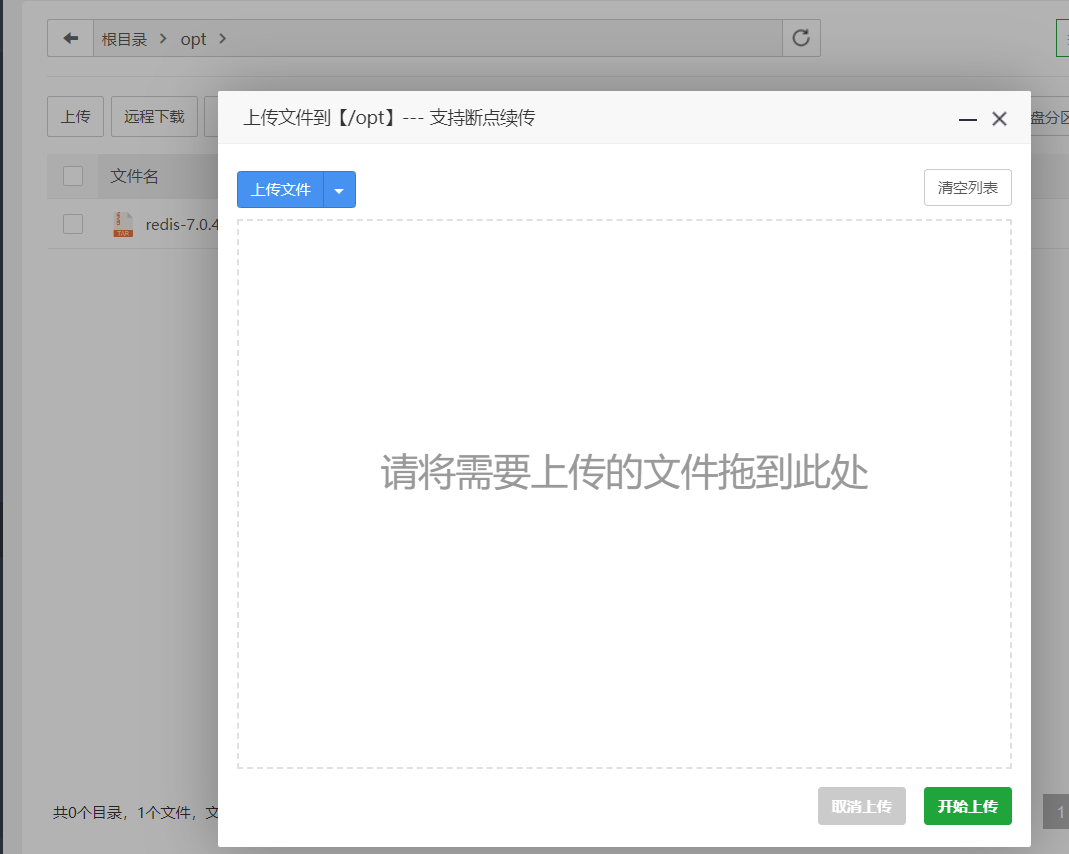 根目录 opt
上传文件到【/opt】--- 支持断点续传
上传 远程下载
盘分区
上传文件 清空列表
文件名
TAR redis-7.0.4
请将需要上传的文件拖到此处
取消上传 开始上传
共0个目录，1个文件，文
1